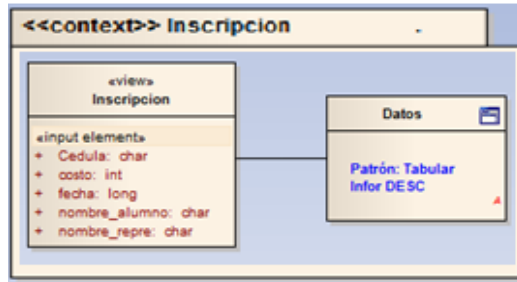 <<context>> Inscripcion
«view»
Inscripcion
«input element»
+ Cedula: char
+ costo: int
+ fecha: long
+ nombre_alumno: char
+ nombre_repre: char
Datos
Patrón: Tabular
Infor DESC